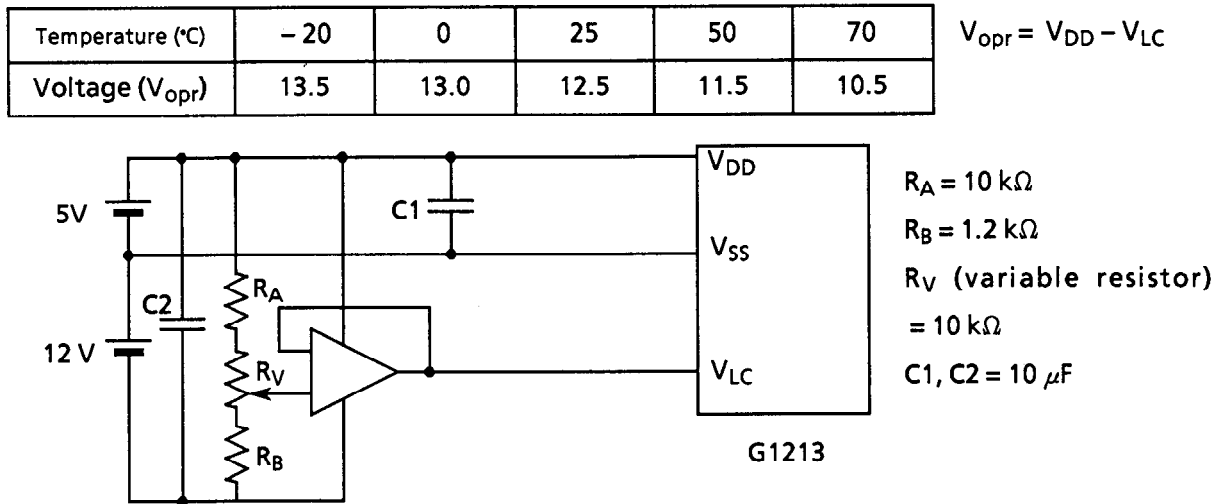 Temperature (°C) −20 0 25 50 70
Voltage (Vopr) 13.5 13.0 12.5 11.5 10.5
Vopr = VDD − VLC
5V
12 V
C2
RA
RV
RB
C1
VDD
VSS
VLC
G1213
RA = 10 kΩ
RB = 1.2 kΩ
RV (variable resistor)
= 10 kΩ
C1, C2 = 10 μF